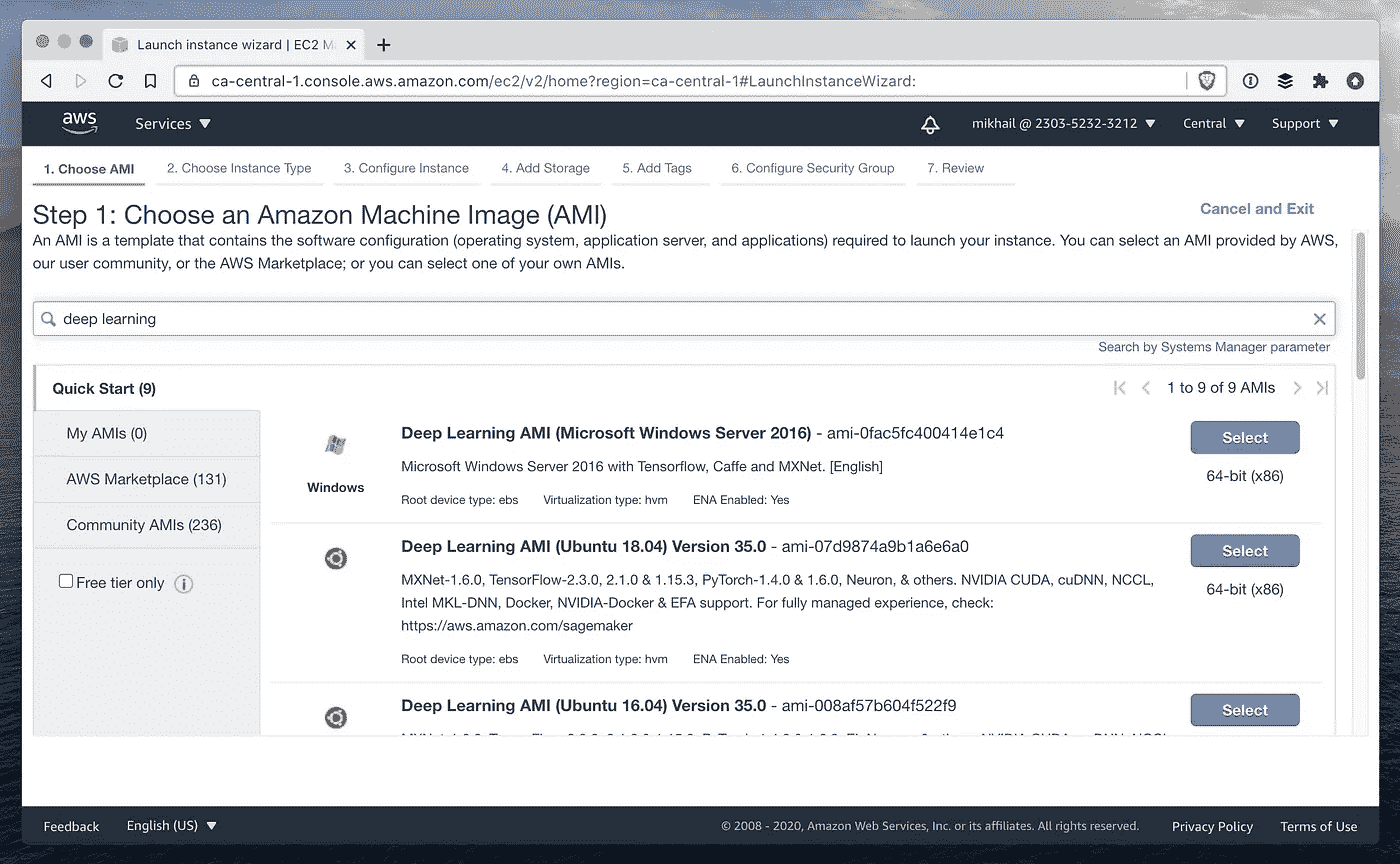 Launch instance wizard | EC2 M
ca-central-1.console.aws.amazon.com/ec2/v2/home?region=ca-central-1#LaunchInstanceWizard:
aws Services mikhail @ 2303-5232-3212 Central Support
1. Choose AMI 2. Choose Instance Type 3. Configure Instance 4. Add Storage 5. Add Tags 6. Configure Security Group 7. Review
Step 1: Choose an Amazon Machine Image (AMI) Cancel and Exit
An AMI is a template that contains the software configuration (operating system, application server, and applications) required to launch your instance. You can select an AMI provided by AWS,
our user community, or the AWS Marketplace; or you can select one of your own AMIs.
deep learning
Search by Systems Manager parameter
Quick Start (9) 1 to 9 of 9 AMIs
My AMIs (0)
AWS Marketplace (131)
Community AMIs (236)
Free tier only
Windows
Deep Learning AMI (Microsoft Windows Server 2016) - ami-0fac5fc400414e1c4
Select
Microsoft Windows Server 2016 with Tensorflow, Caffe and MXNet. [English]
64-bit (x86)
Root device type: ebs Virtualization type: hvm ENA Enabled: Yes
Deep Learning AMI (Ubuntu 18.04) Version 35.0 - ami-07d9874a9b1a6e6a0
Select
MXNet-1.6.0, TensorFlow-2.3.0, 2.1.0 & 1.15.3, PyTorch-1.4.0 & 1.6.0, Neuron, & others. NVIDIA CUDA, cuDNN, NCCL,
64-bit (x86)
Intel MKL-DNN, Docker, NVIDIA-Docker & EFA support. For fully managed experience, check:
https://aws.amazon.com/sagemaker
Root device type: ebs Virtualization type: hvm ENA Enabled: Yes
Deep Learning AMI (Ubuntu 16.04) Version 35.0 - ami-008af57b604f522f9
Select
Feedback English (US) © 2008 - 2020, Amazon Web Services, Inc. or its affiliates. All rights reserved. Privacy Policy Terms of Use